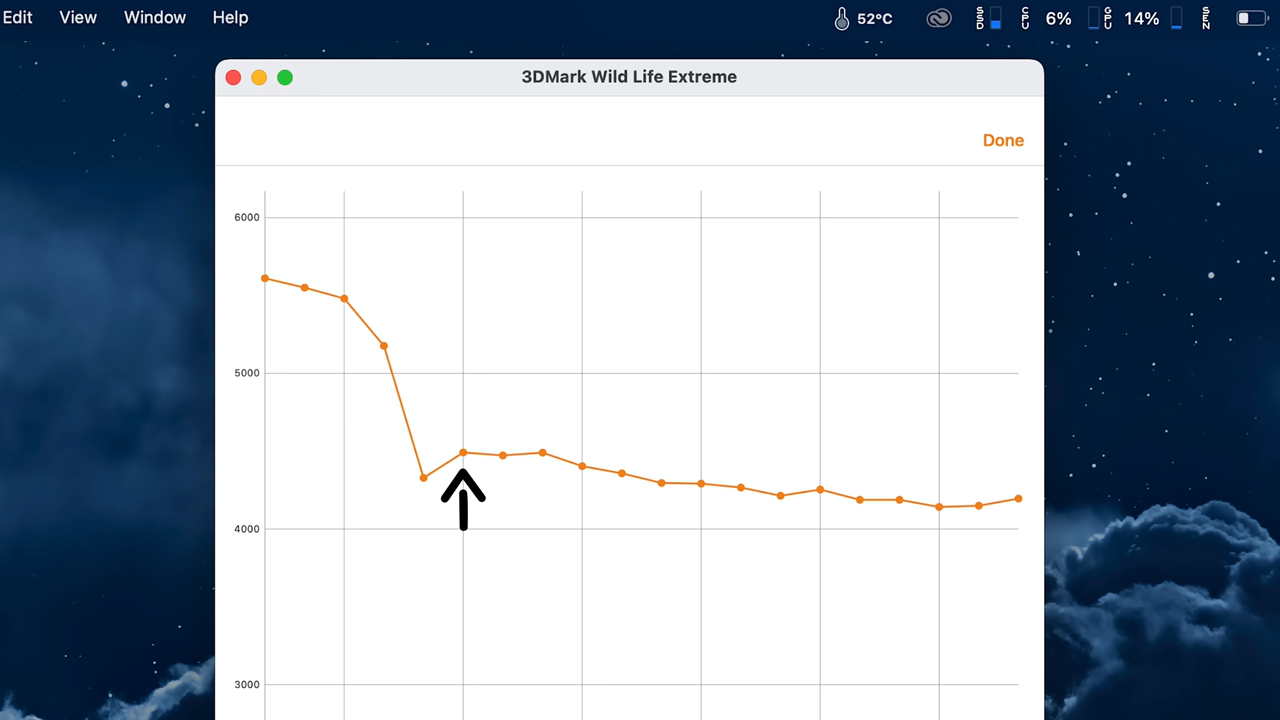 Edit View Window Help 52°C SSD CPU 6% GPU 14% SEN
3DMark Wild Life Extreme
Done
6000
5000
4000
3000